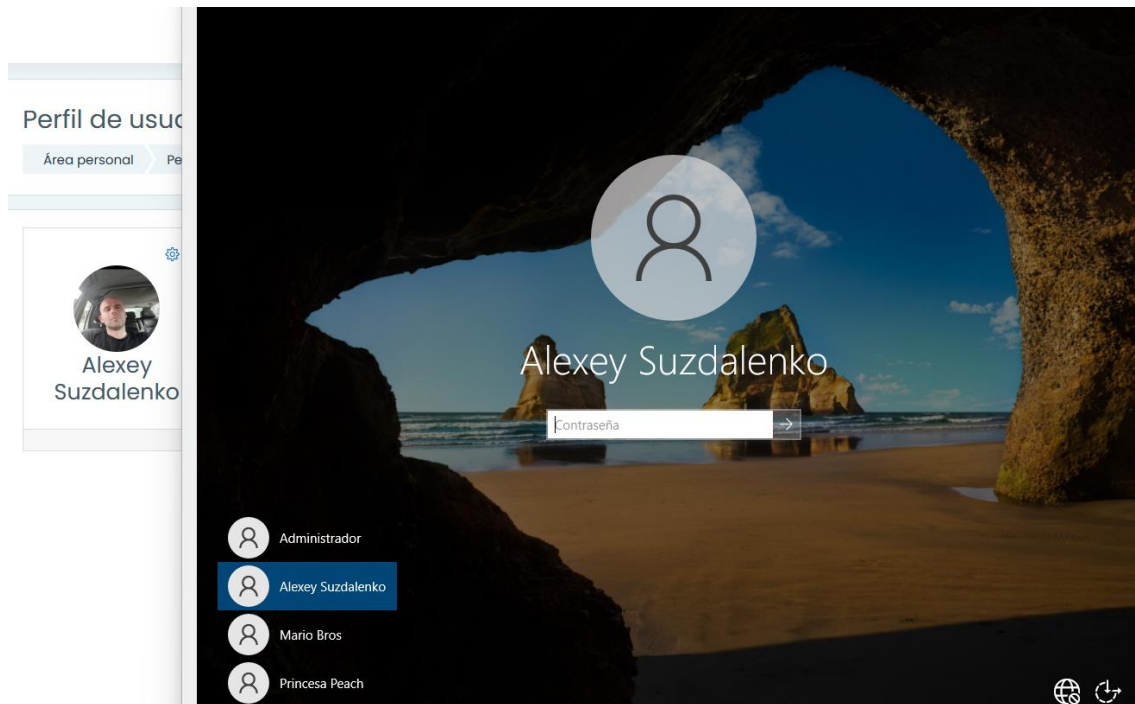 Perfil de usuc
Área personal
Pe
Alexey
Suzdalenko
Alexey Suzdalenko
Contraseña
Administrador
Alexey Suzdalenko
Mario Bros
Princesa Peach